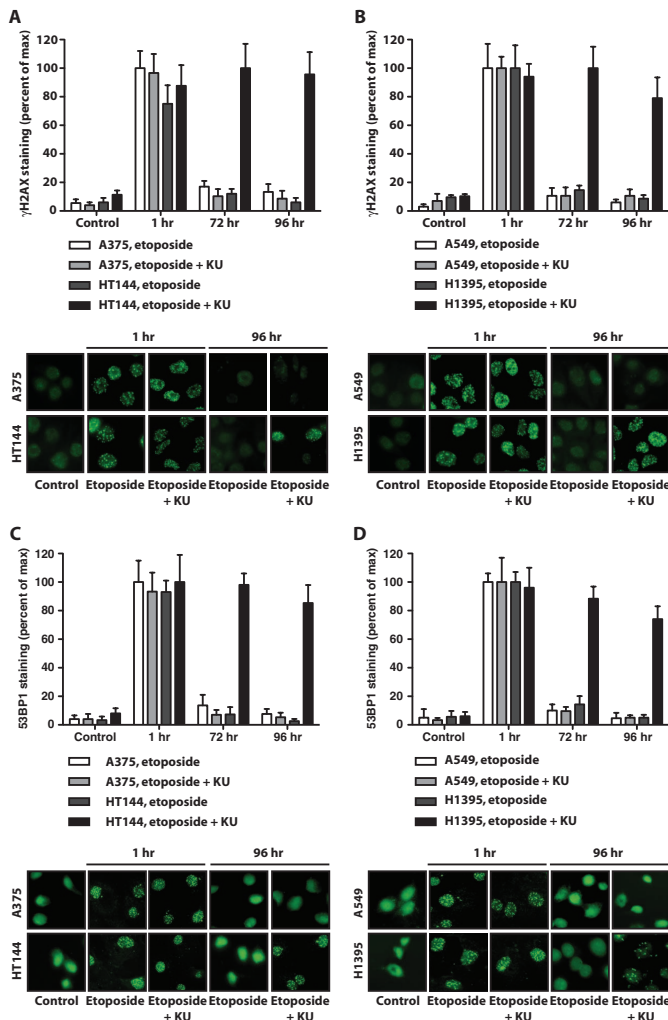 A
γH2AX staining (percent of max)
120
100
80
60
40
20
0
Control 1 hr 72 hr 96 hr
A375, etoposide
A375, etoposide + KU
HT144, etoposide
HT144, etoposide + KU
1 hr 96 hr
A375
HT144
Control Etoposide Etoposide + KU Etoposide Etoposide + KU
B
γH2AX staining (percent of max)
120
100
80
60
40
20
0
Control 1 hr 72 hr 96 hr
A549, etoposide
A549, etoposide + KU
H1395, etoposide
H1395, etoposide + KU
1 hr 96 hr
A549
H1395
Control Etoposide Etoposide + KU Etoposide Etoposide + KU
C
53BP1 staining (percent of max)
120
100
80
60
40
20
0
Control 1 hr 72 hr 96 hr
A375, etoposide
A375, etoposide + KU
HT144, etoposide
HT144, etoposide + KU
1 hr 96 hr
A375
HT144
Control Etoposide Etoposide + KU Etoposide Etoposide + KU
D
53BP1 staining (percent of max)
120
100
80
60
40
20
0
Control 1 hr 72 hr 96 hr
A549, etoposide
A549, etoposide + KU
H1395, etoposide
H1395, etoposide + KU
1 hr 96 hr
A549
H1395
Control Etoposide Etoposide + KU Etoposide Etoposide + KU